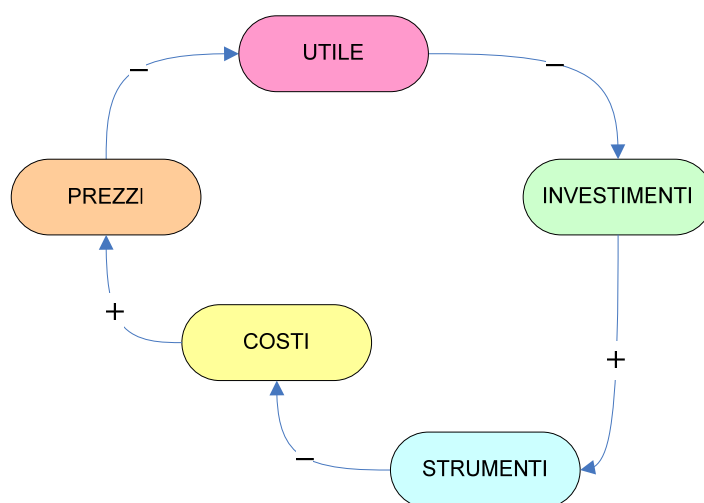 UTILE
−
−
PREZZI
INVESTIMENTI
+
COSTI
+
−
STRUMENTI